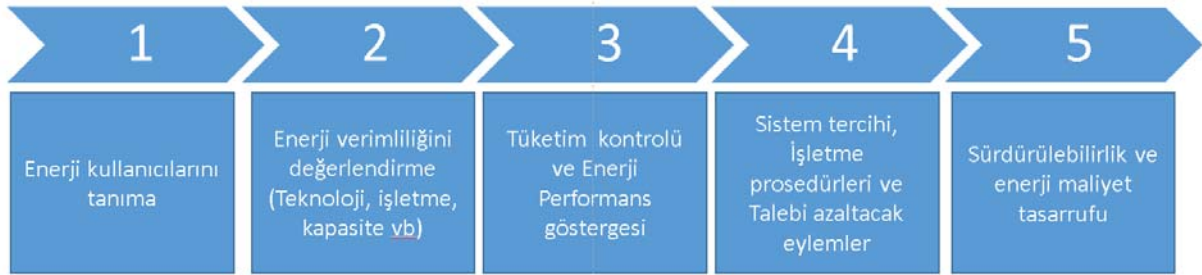 1
2
3
4
5
Enerji kullanıcılarını
tanıma
Enerji verimliliğini
değerlendirme
(Teknoloji, işletme,
kapasite vb)
Tüketim kontrolü
ve Enerji
Performans
göstergesi
Sistem tercihi,
İşletme
prosedürleri ve
Talebi azaltacak
eylemler
Sürdürülebilirlik ve
enerji maliyet
tasarrufu